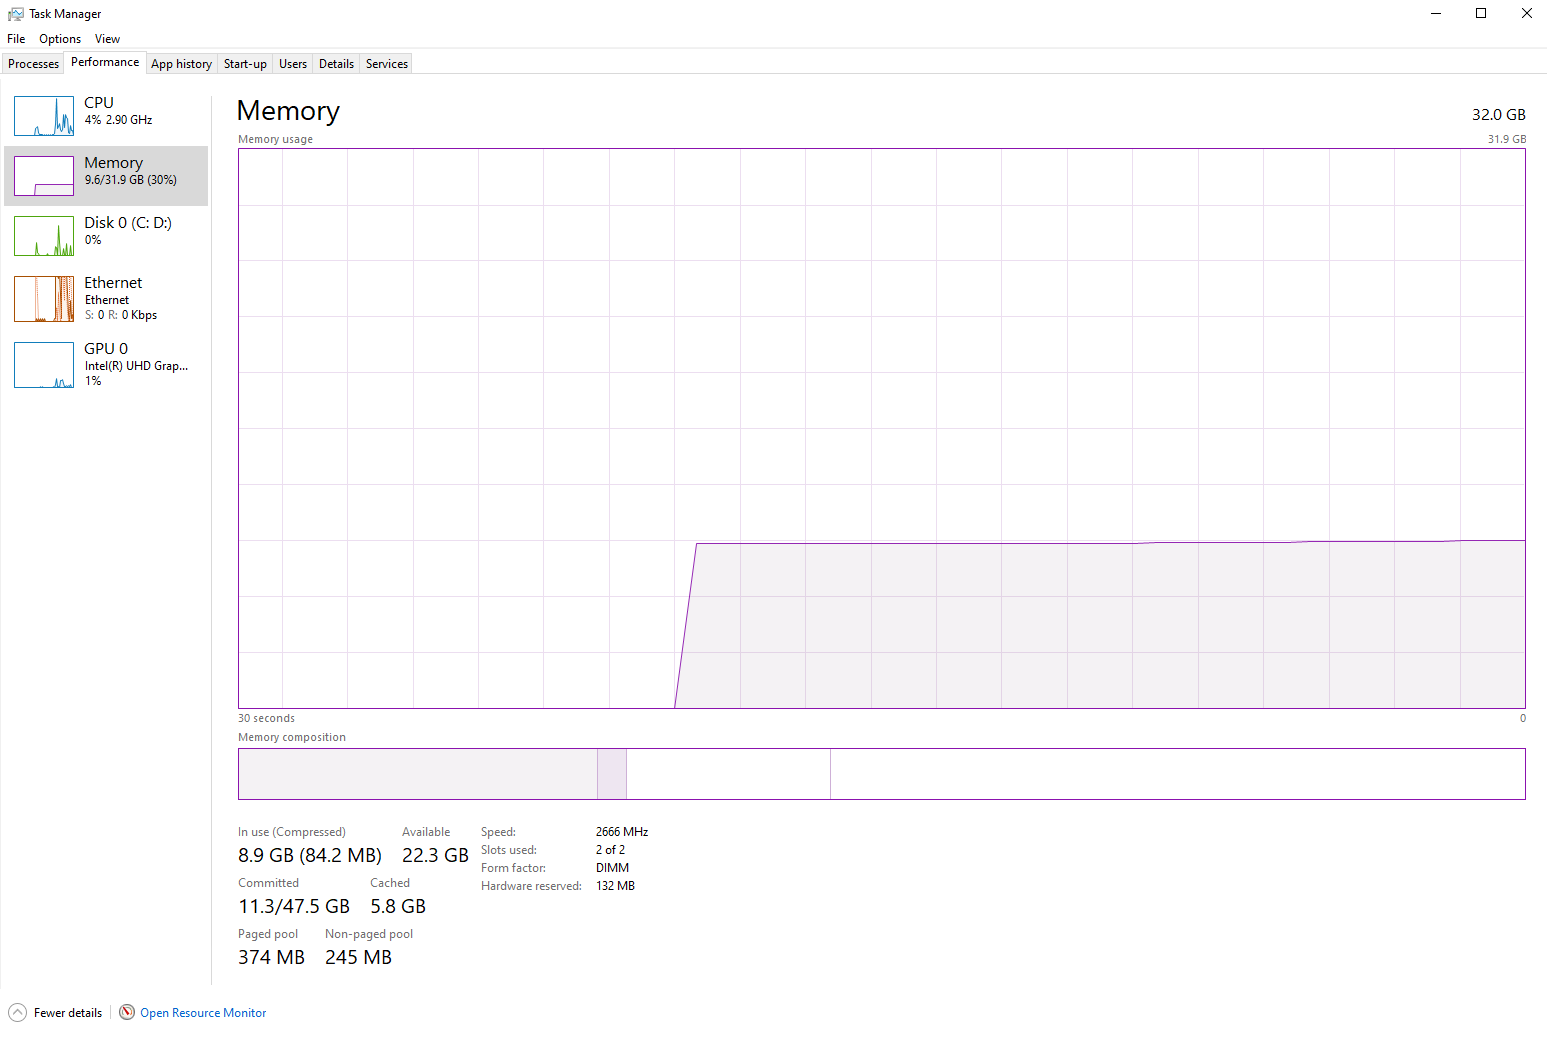 Task Manager
File Options View
Processes Performance App history Start-up Users Details Services
CPU
4% 2.90 GHz
Memory
9.6/31.9 GB (30%)
Disk 0 (C: D:)
0%
Ethernet
Ethernet
S: 0 R: 0 Kbps
GPU 0
Intel(R) UHD Grap...
1%
Memory 32.0 GB
Memory usage 31.9 GB
30 seconds 0
Memory composition
In use (Compressed) Available
8.9 GB (84.2 MB) 22.3 GB
Committed Cached
11.3/47.5 GB 5.8 GB
Paged pool Non-paged pool
374 MB 245 MB
Speed: 2666 MHz
Slots used: 2 of 2
Form factor: DIMM
Hardware reserved: 132 MB
Fewer details Open Resource Monitor